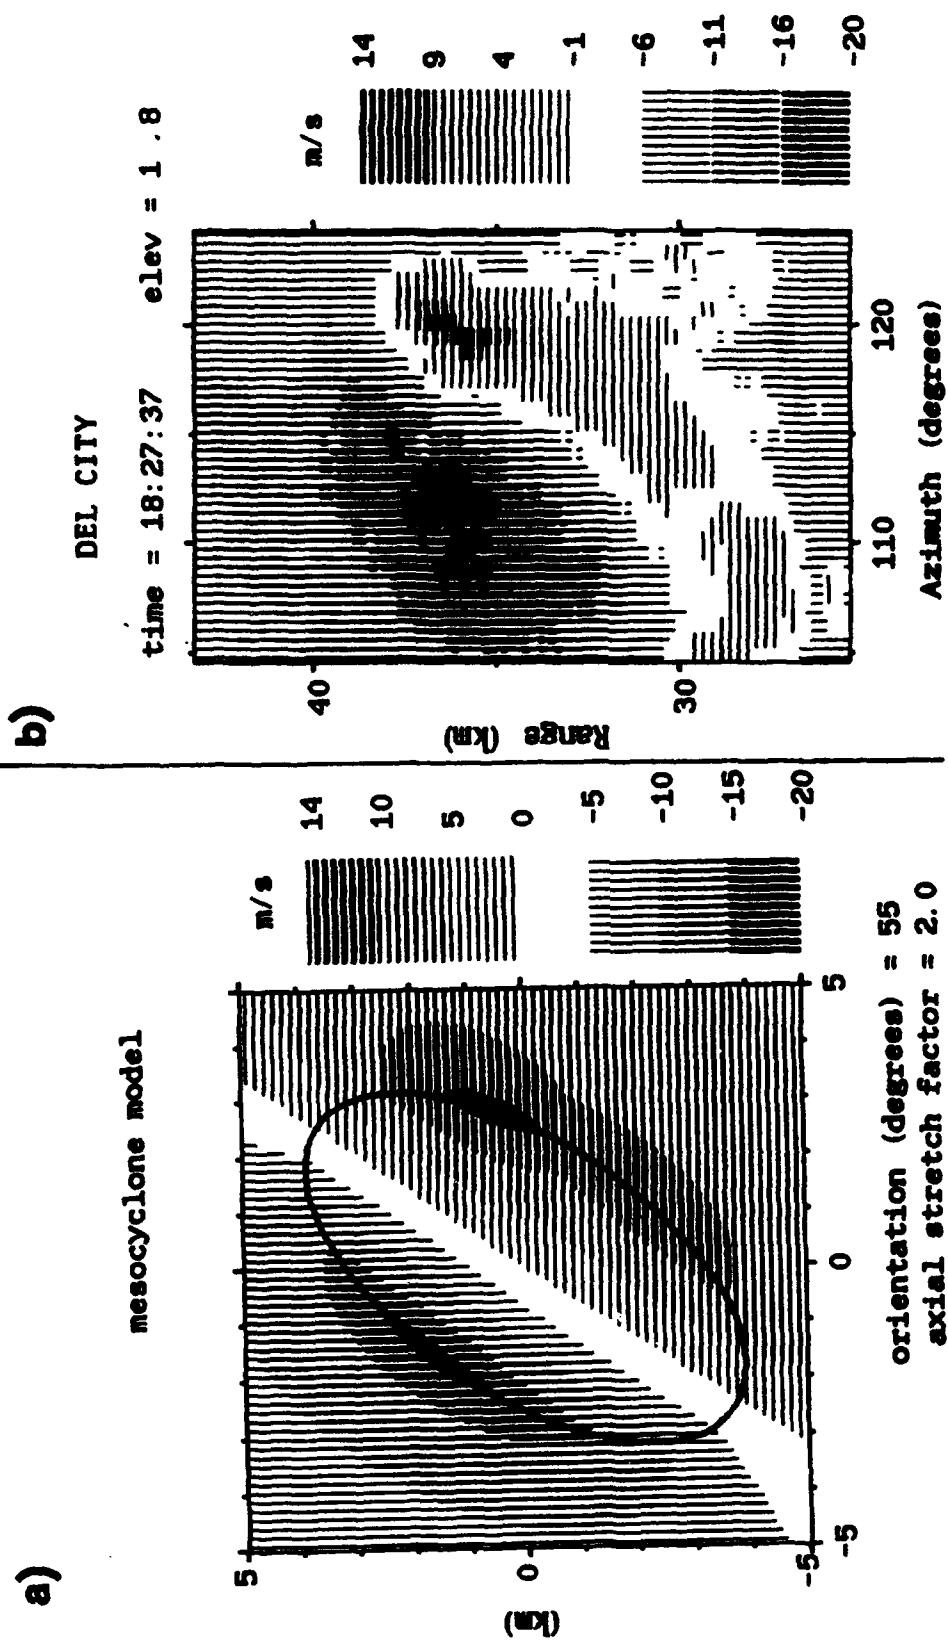 a)
mesocyclone model
m/s
14
10
5
0
-5
-10
-15
-20
5
0
-5
(km)
-5
0
5
orientation (degrees) = 55
axial stretch factor = 2.0
b)
DEL CITY
time = 18:27:37 elev = 1.8
m/s
14
9
4
-1
-6
-11
-16
-20
40
30
Range (km)
110
120
Azimuth (degrees)